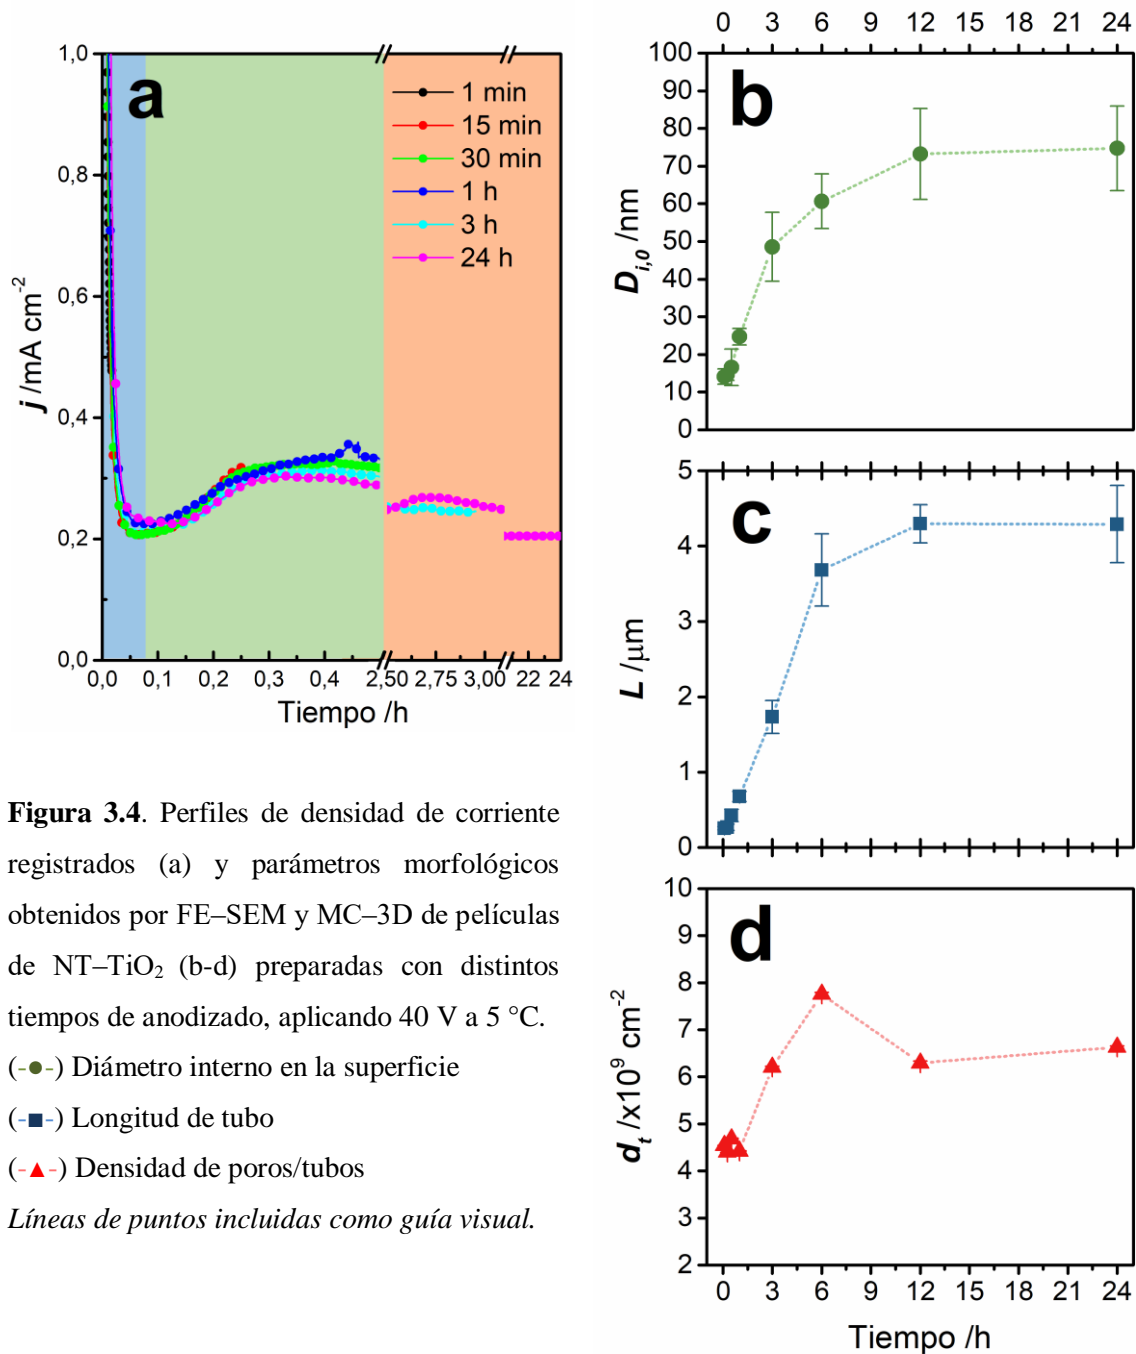 a
1,0
0,8
0,6
0,4
0,2
0,0
j /mA cm-2
1 min
15 min
30 min
1 h
3 h
24 h
0,0 0,1 0,2 0,3 0,4 2,50 2,75 3,00 22 24
Tiempo /h
Figura 3.4. Perfiles de densidad de corriente
registrados (a) y parámetros morfológicos
obtenidos por FE–SEM y MC–3D de películas
de NT–TiO2 (b-d) preparadas con distintos
tiempos de anodizado, aplicando 40 V a 5 °C.
(-●-) Diámetro interno en la superficie
(-■-) Longitud de tubo
(-▲-) Densidad de poros/tubos
Líneas de puntos incluidas como guía visual.
0 3 6 9 12 15 18 21 24
b
100
90
80
70
60
50
40
30
20
10
0
Di,0 /nm
c
5
4
3
2
1
0
L /μm
d
10
9
8
7
6
5
4
3
2
dt /x10⁹ cm-2
0 3 6 9 12 15 18 21 24
Tiempo /h